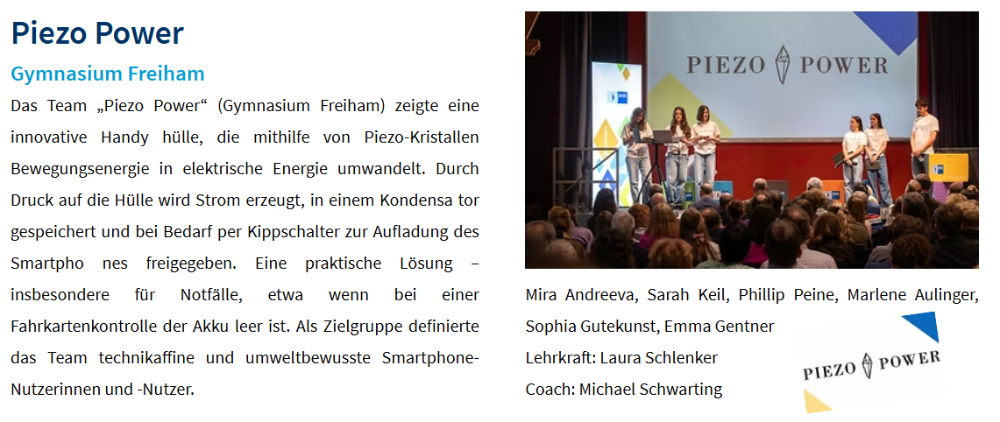 Piezo Power
Gymnasium Freiham
Das Team „Piezo Power“ (Gymnasium Freiham) zeigte eine
innovative Handy hülle, die mithilfe von Piezo-Kristallen
Bewegungsenergie in elektrische Energie umwandelt. Durch
Druck auf die Hülle wird Strom erzeugt, in einem Kondensa tor
gespeichert und bei Bedarf per Kippschalter zur Aufladung des
Smartpho nes freigegeben. Eine praktische Lösung –
insbesondere für Notfälle, etwa wenn bei einer
Fahrkartenkontrolle der Akku leer ist. Als Zielgruppe definierte
das Team technikaffine und umweltbewusste Smartphone-
Nutzerinnen und -Nutzer.
PIEZO POWER
Mira Andreeva, Sarah Keil, Phillip Peine, Marlene Aulinger,
Sophia Gutekunst, Emma Gentner
Lehrkraft: Laura Schlenker
Coach: Michael Schwarting
PIEZO POWER